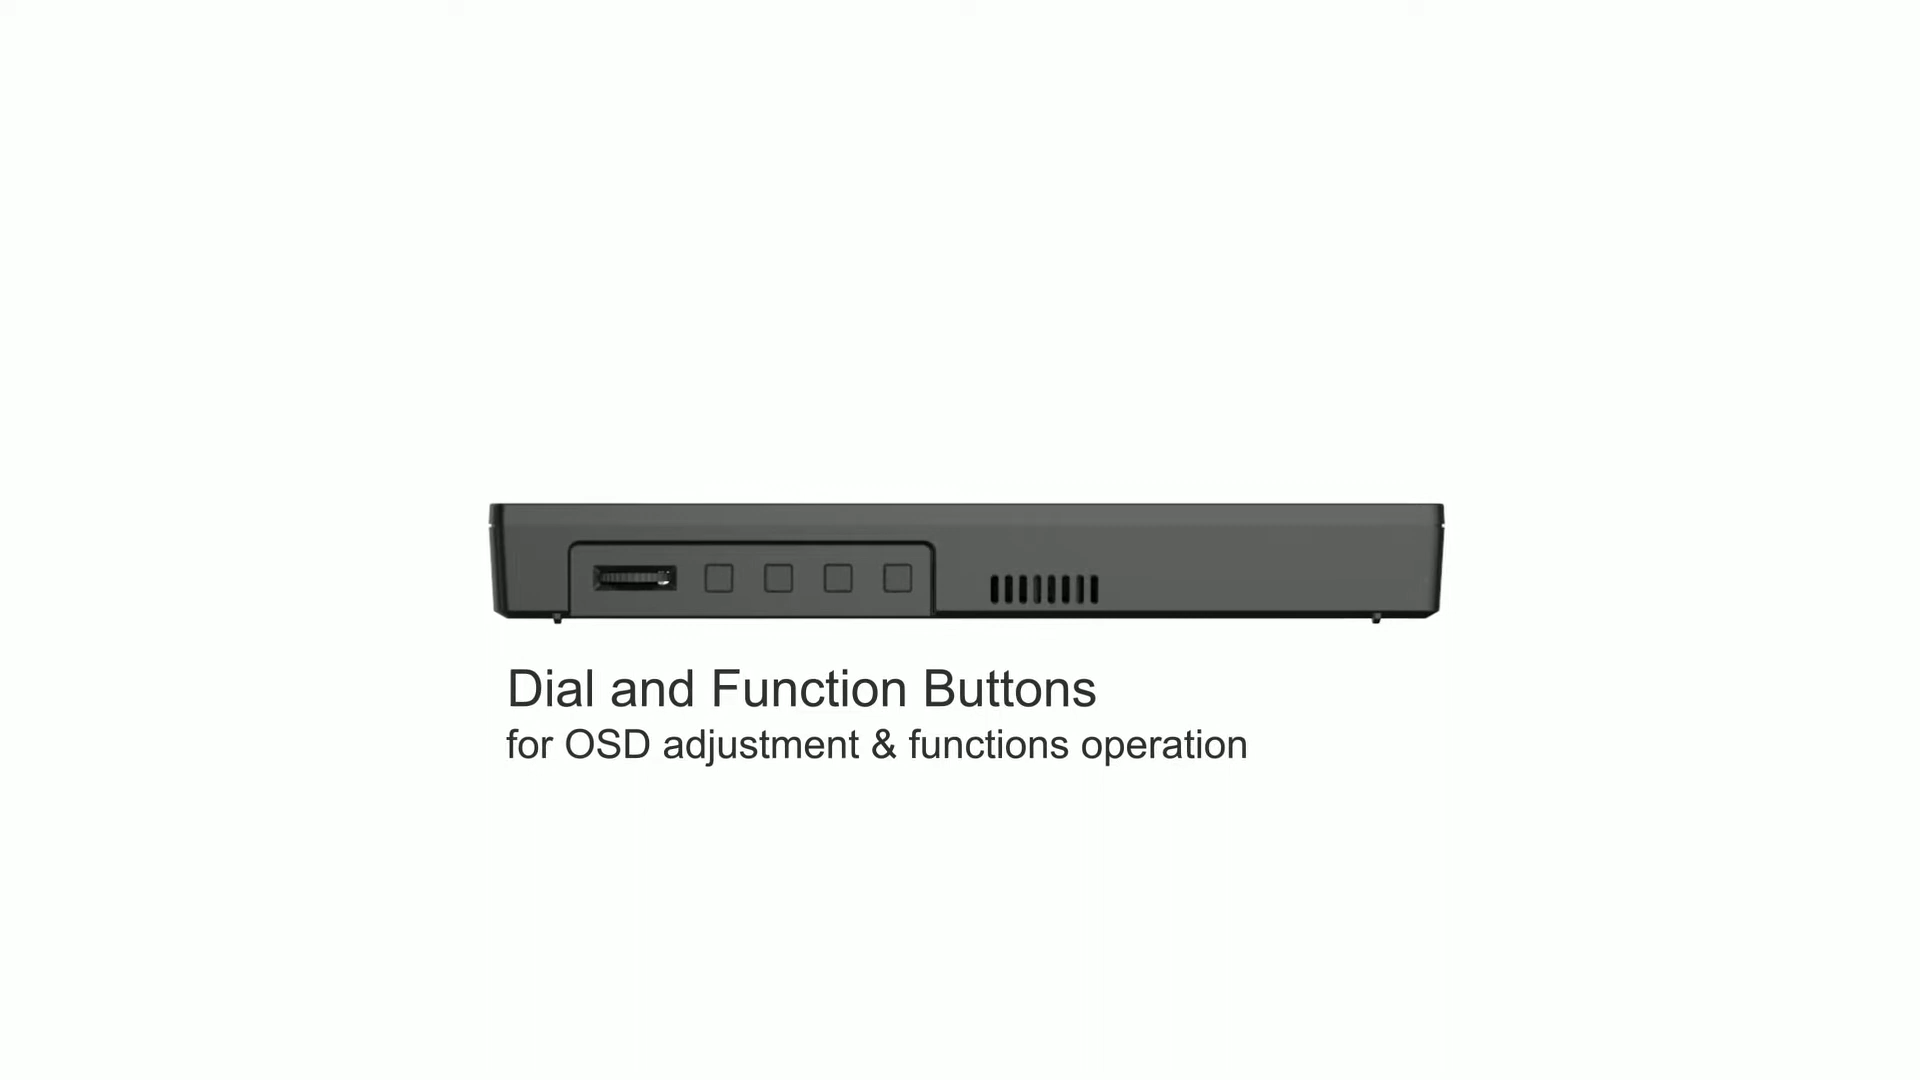 Dial and Function Buttons
for OSD adjustment & functions operation